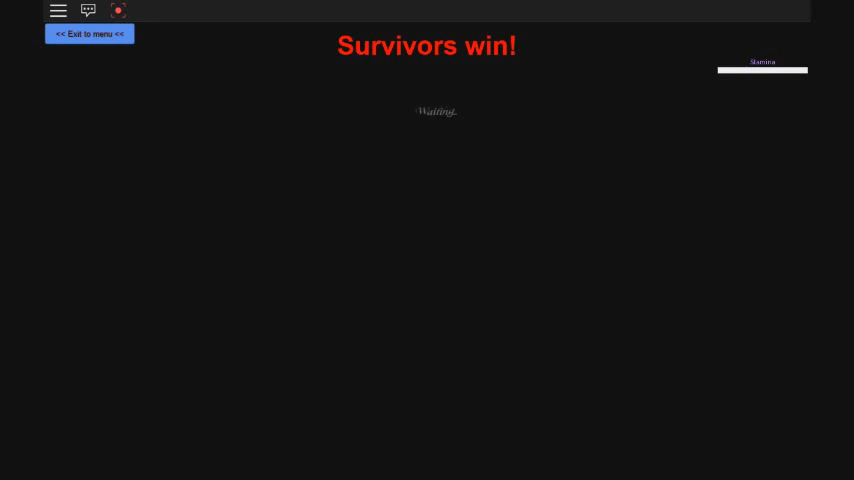 << Exit to menu <<
Survivors win!
Stamina
Waiting..